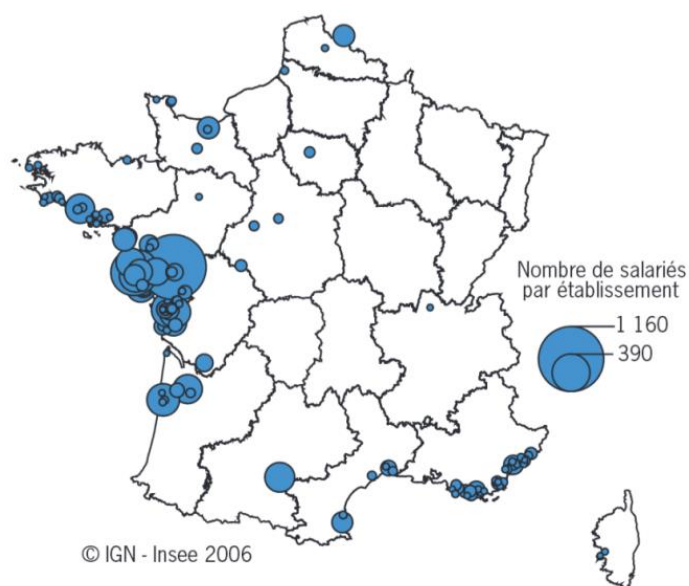 Nombre de salariés
par établissement
1 160
390
© IGN - Insee 2006